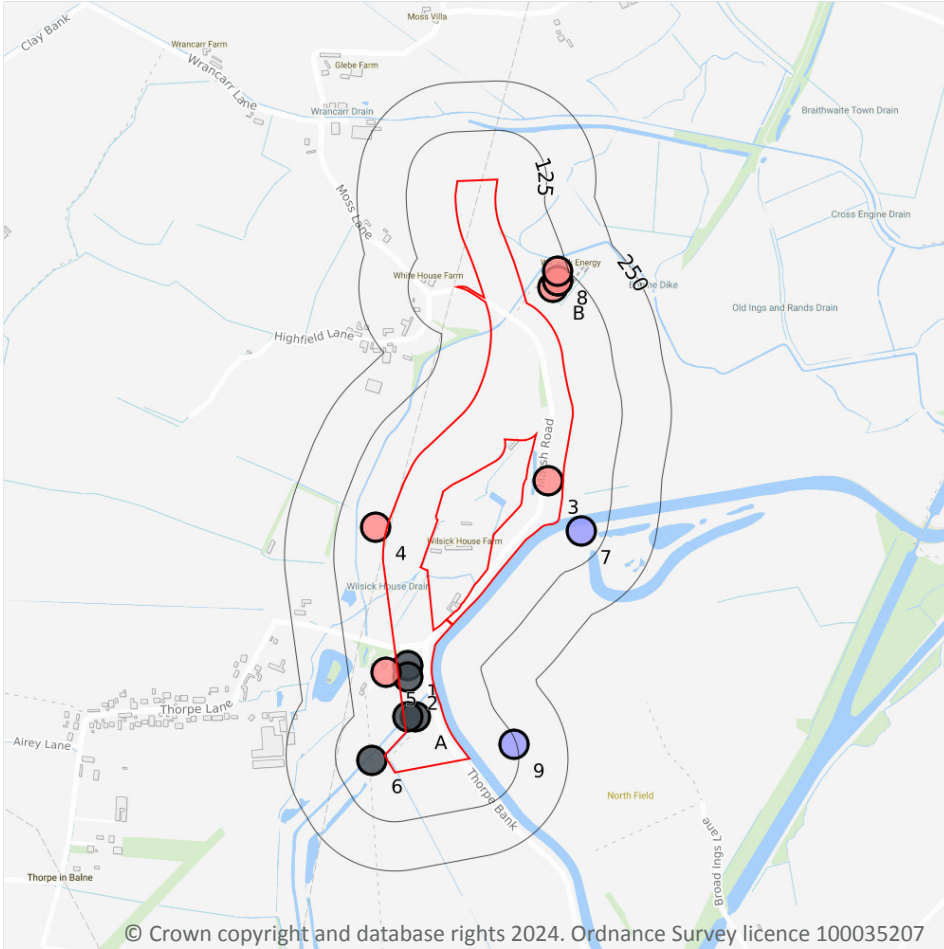 Clay Bank
Moss Villa
Wrancarr Farm
Glebe Farm
Wrancarr Lane
Wrancarr Drain
Braithwaite Town Drain
125
Moss Lane
Cross Engine Drain
Energy
250
White House Farm
8
B
Old Ings and Rands Drain
Highfield Lane
Road
3
4
Wilsick House Farm
7
Wilsick House Drain
1
5
2
Thorpe Lane
A
Airey Lane
9
6
Thorpe Bank
North Field
Broad Ings Lane
Thorpe in Balne
© Crown copyright and database rights 2024. Ordnance Survey licence 100035207